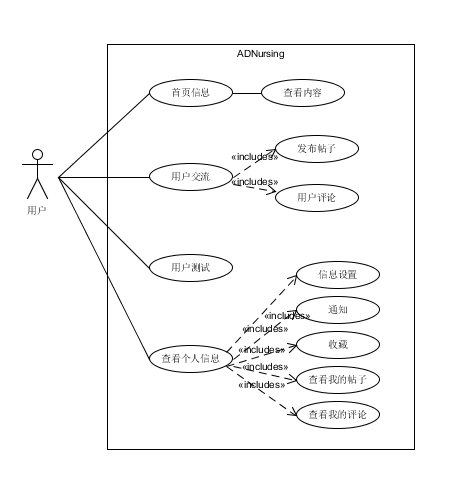 ADNursing
首页信息
查看内容
发布帖子
«includes»
用户交流
«includes»
用户评论
用户
用户测试
信息设置
通知
«includes»
«includes»
收藏
«includes»
查看个人信息
«includes»
查看我的帖子
«includes»
查看我的评论